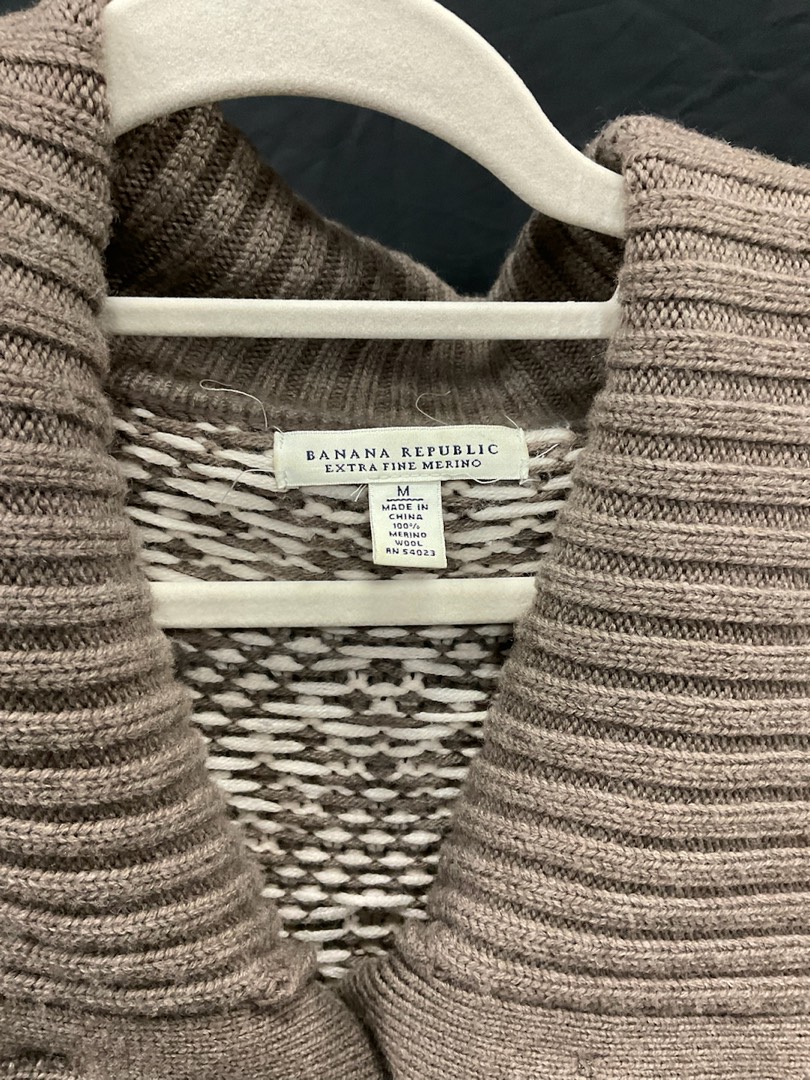 BANANA REPUBLIC
EXTRA FINE MERINO
M
MADE IN
CHINA
100%
MERINO
WOOL
RN 54023